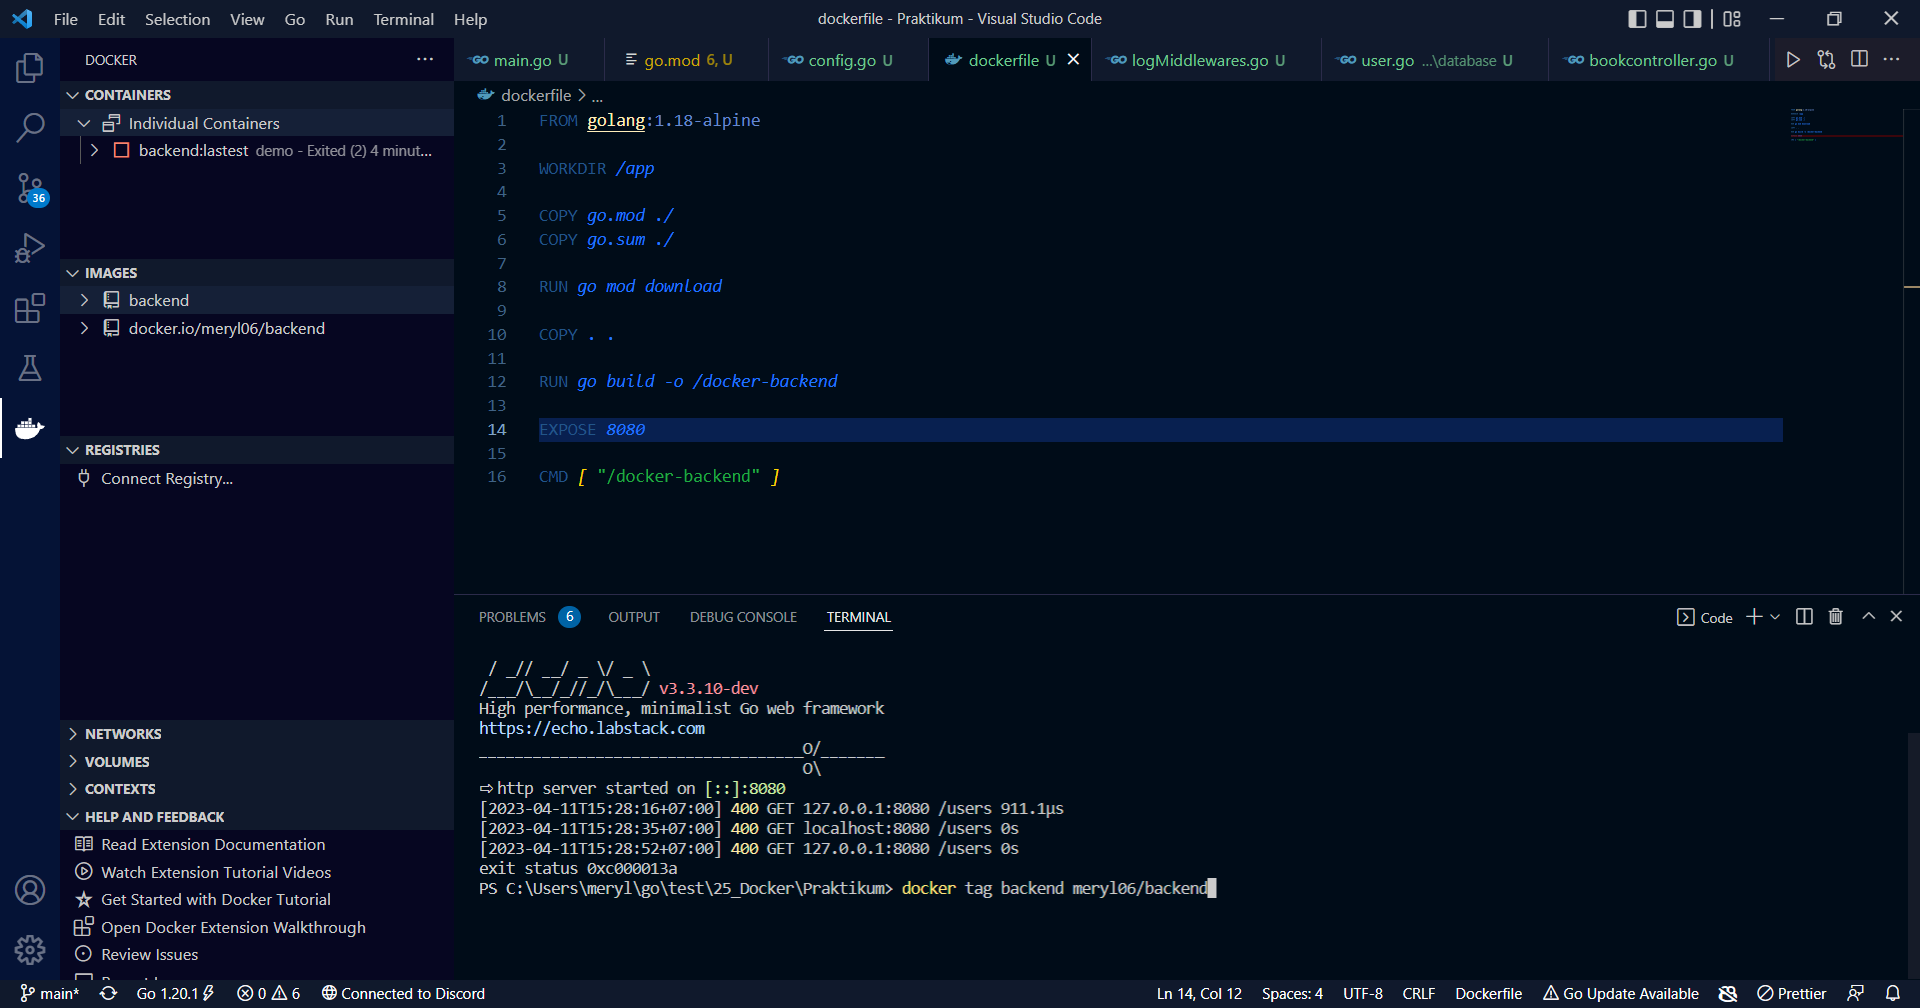 File Edit Selection View Go Run Terminal Help
dockerfile - Praktikum - Visual Studio Code
DOCKER
CONTAINERS
Individual Containers
backend:lastest demo - Exited (2) 4 minut...
36
IMAGES
backend
docker.io/meryl06/backend
REGISTRIES
Connect Registry...
NETWORKS
VOLUMES
CONTEXTS
HELP AND FEEDBACK
Read Extension Documentation
Watch Extension Tutorial Videos
Get Started with Docker Tutorial
Open Docker Extension Walkthrough
Review Issues
main.go U
go.mod 6, U
config.go U
dockerfile U
logMiddlewares.go U
user.go ...\database U
bookcontroller.go U
dockerfile > ...
1 FROM golang:1.18-alpine
2
3 WORKDIR /app
4
5 COPY go.mod ./
6 COPY go.sum ./
7
8 RUN go mod download
9
10 COPY . .
11
12 RUN go build -o /docker-backend
13
14 EXPOSE 8080
15
16 CMD [ "/docker-backend" ]
PROBLEMS 6 OUTPUT DEBUG CONSOLE TERMINAL
Code
/ _// __/ _ \/ _ \
/___/\__/_//_/\___/ v3.3.10-dev
High performance, minimalist Go web framework
https://echo.labstack.com
____________________________________O/_______
O\
⇨ http server started on [::]:8080
[2023-04-11T15:28:16+07:00] 400 GET 127.0.0.1:8080 /users 911.1µs
[2023-04-11T15:28:35+07:00] 400 GET localhost:8080 /users 0s
[2023-04-11T15:28:52+07:00] 400 GET 127.0.0.1:8080 /users 0s
exit status 0xc000013a
PS C:\Users\meryl\go\test\25_Docker\Praktikum> docker tag backend meryl06/backend
main* Go 1.20.1 0 6 Connected to Discord
Ln 14, Col 12 Spaces: 4 UTF-8 CRLF Dockerfile Go Update Available Prettier